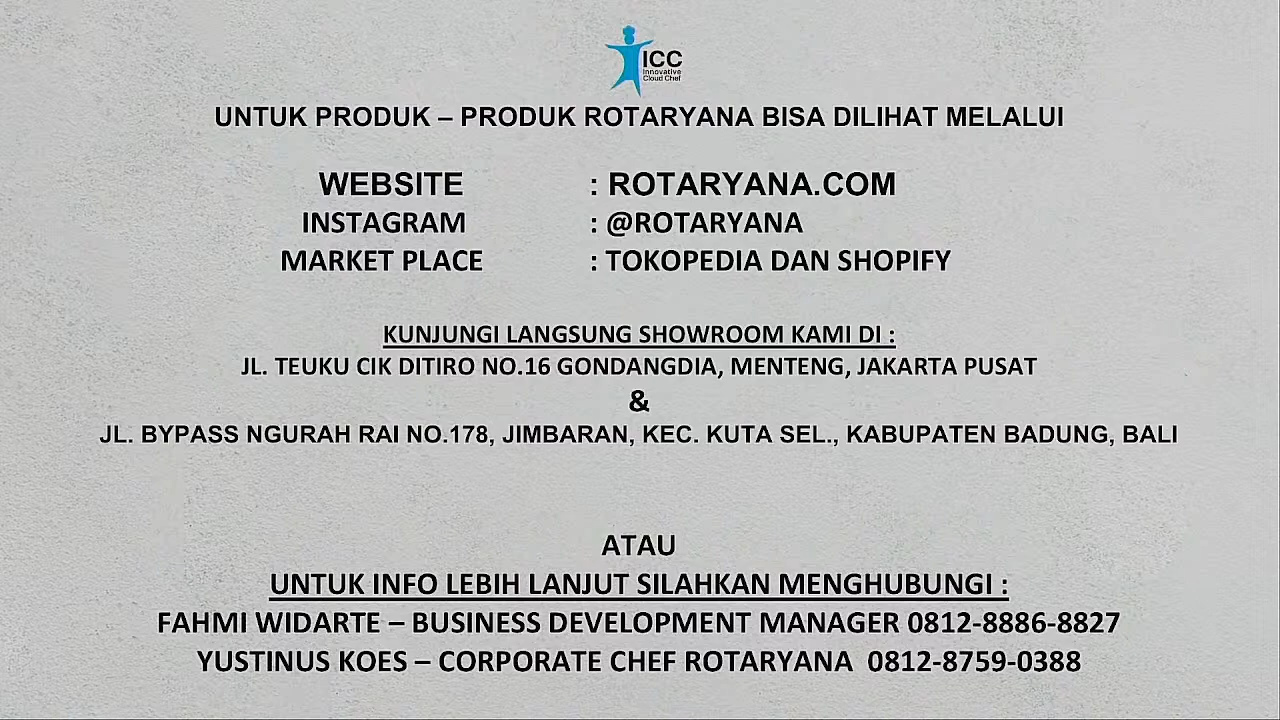 ICC
Innovative
Cloud Chef
UNTUK PRODUK – PRODUK ROTARYANA BISA DILIHAT MELALUI
WEBSITE : ROTARYANA.COM
INSTAGRAM : @ROTARYANA
MARKET PLACE : TOKOPEDIA DAN SHOPIFY
KUNJUNGI LANGSUNG SHOWROOM KAMI DI :
JL. TEUKU CIK DITIRO NO.16 GONDANGDIA, MENTENG, JAKARTA PUSAT
&
JL. BYPASS NGURAH RAI NO.178, JIMBARAN, KEC. KUTA SEL., KABUPATEN BADUNG, BALI
ATAU
UNTUK INFO LEBIH LANJUT SILAHKAN MENGHUBUNGI :
FAHMI WIDARTE – BUSINESS DEVELOPMENT MANAGER 0812-8886-8827
YUSTINUS KOES – CORPORATE CHEF ROTARYANA 0812-8759-0388